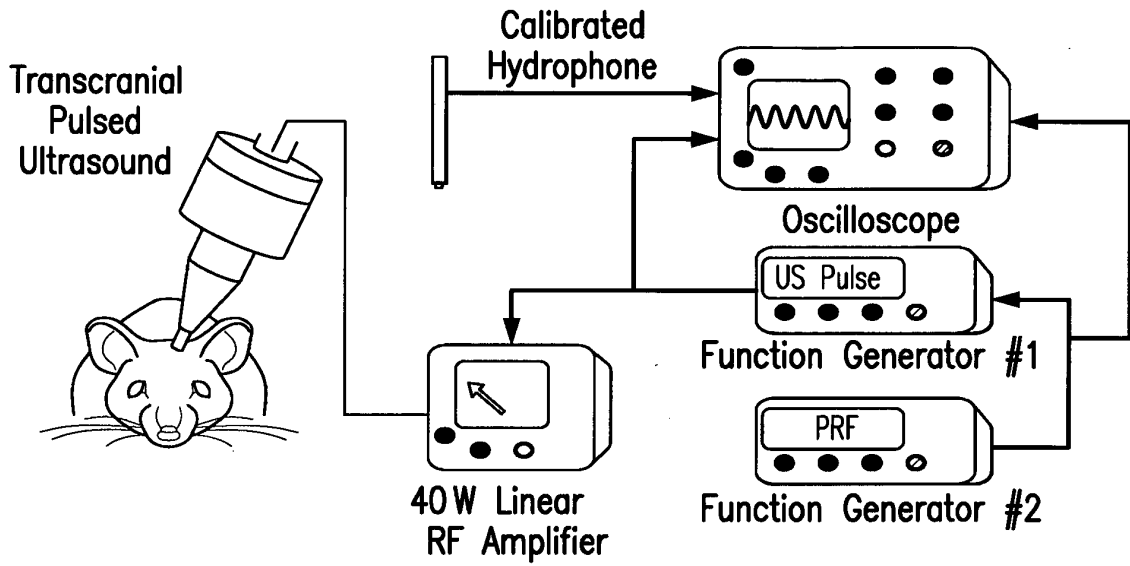 Transcranial
Pulsed
Ultrasound
Calibrated
Hydrophone
Oscilloscope
US Pulse
Function Generator #1
PRF
Function Generator #2
40 W Linear
RF Amplifier